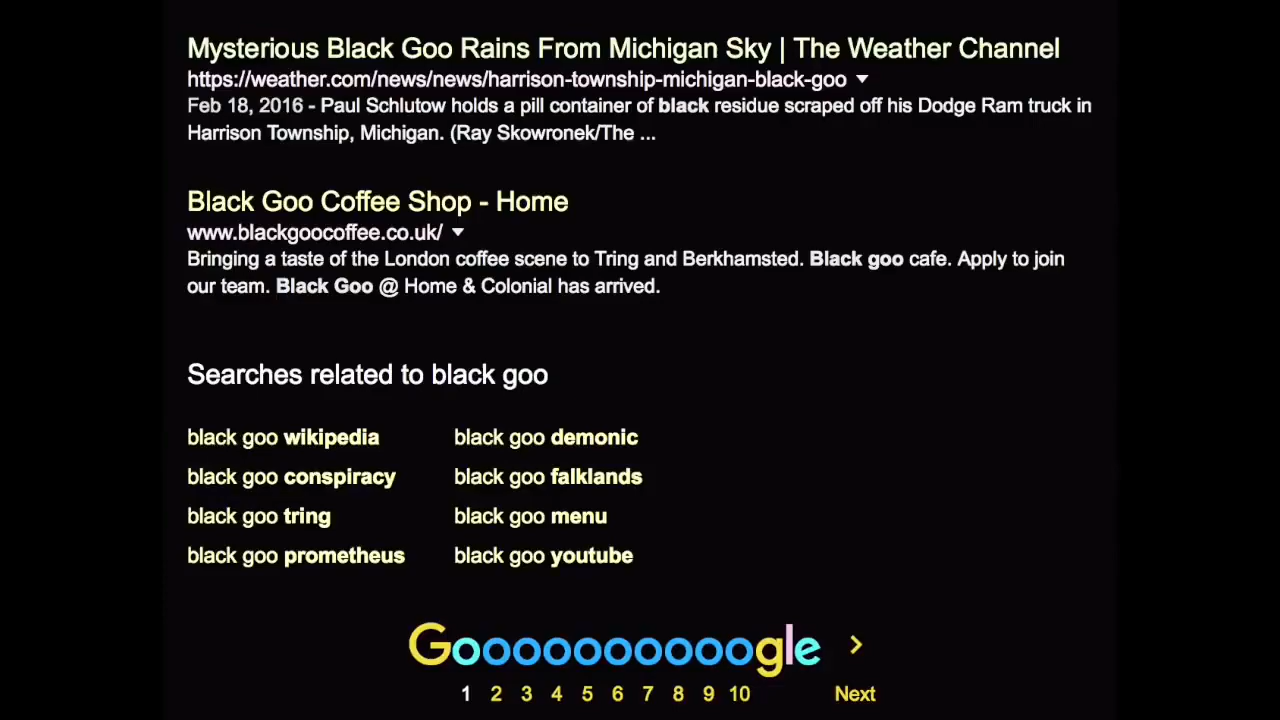 Mysterious Black Goo Rains From Michigan Sky | The Weather Channel
https://weather.com/news/news/harrison-township-michigan-black-goo
Feb 18, 2016 - Paul Schlutow holds a pill container of black residue scraped off his Dodge Ram truck in
Harrison Township, Michigan. (Ray Skowronek/The ...
Black Goo Coffee Shop - Home
www.blackgoocoffee.co.uk/
Bringing a taste of the London coffee scene to Tring and Berkhamsted. Black goo cafe. Apply to join
our team. Black Goo @ Home & Colonial has arrived.
Searches related to black goo
black goo wikipedia black goo demonic
black goo conspiracy black goo falklands
black goo tring black goo menu
black goo prometheus black goo youtube
Goooooooooogle >
1 2 3 4 5 6 7 8 9 10 Next